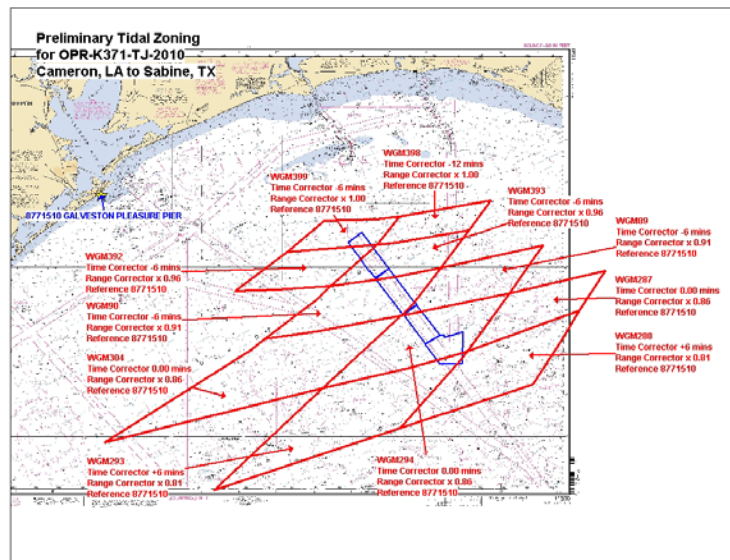 Preliminary Tidal Zoning
for OPR-K371-TJ-2010
Cameron, LA to Sabine, TX
WGM398
Time Corrector -12 mins
Range Corrector x 1.00
Reference 8771510
WGM399
Time Corrector -6 mins
Range Corrector x 1.00
Reference 8771510
WGM393
Time Corrector -6 mins
Range Corrector x 0.96
Reference 8771510
8771510 GALVESTON PLEASURE PIER
WGM89
Time Corrector -6 mins
Range Corrector x 0.91
Reference 8771510
WGM392
Time Corrector -6 mins
Range Corrector x 0.96
Reference 8771510
WGM287
Time Corrector 0.00 mins
Range Corrector x 0.86
Reference 8771510
WGM90
Time Corrector -6 mins
Range Corrector x 0.91
Reference 8771510
WGM288
Time Corrector +6 mins
Range Corrector x 0.81
Reference 8771510
WGM304
Time Corrector 0.00 mins
Range Corrector x 0.86
Reference 8771510
WGM293
Time Corrector +6 mins
Range Corrector x 0.81
Reference 8771510
WGM294
Time Corrector 0.00 mins
Range Corrector x 0.86
Reference 8771510